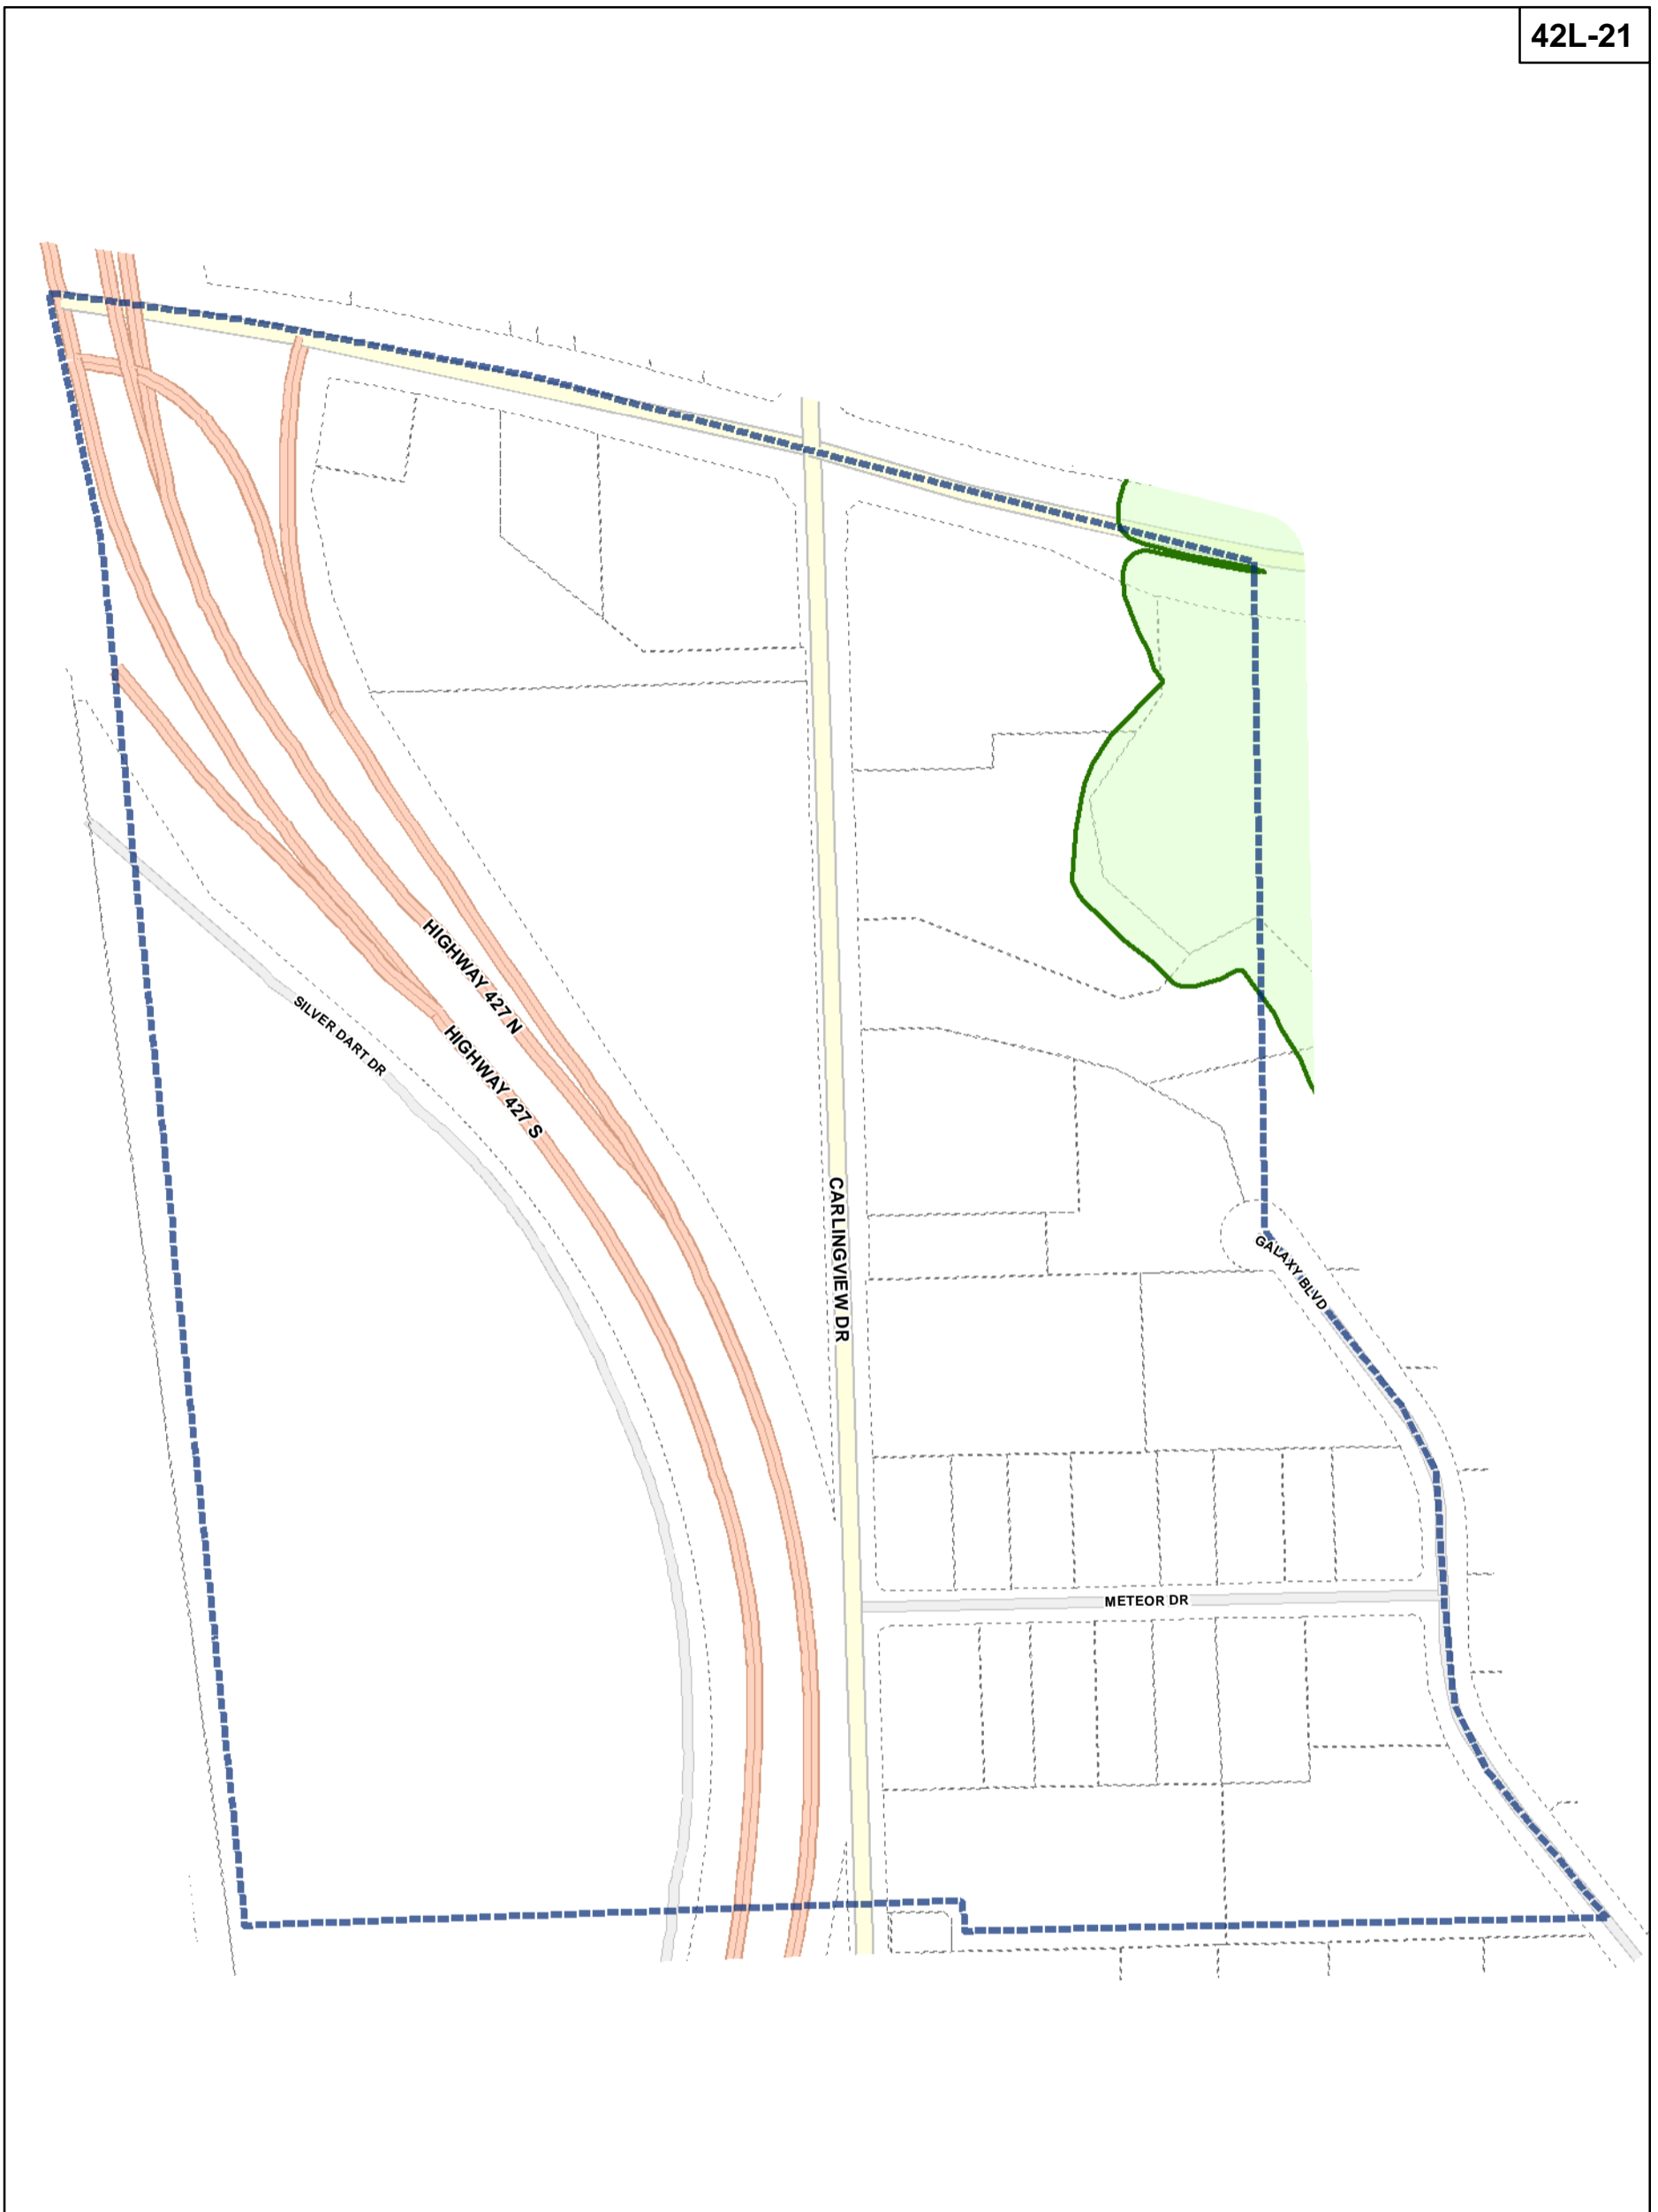 42L-21
HIGHWAY 427 N
SILVER DART DR
HIGHWAY 427 S
CARLINGVIEW DR
GALAXY BLVD
METEOR DR